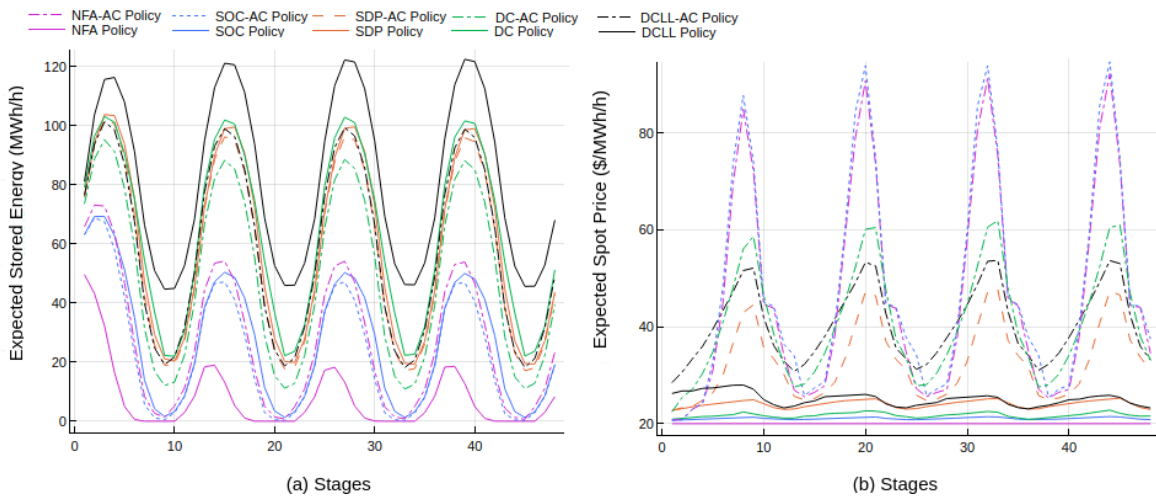 NFA-AC Policy SOC-AC Policy SDP-AC Policy DC-AC Policy DCLL-AC Policy
NFA Policy SOC Policy SDP Policy DC Policy DCLL Policy
Expected Stored Energy (MWh/h)
120
100
80
60
40
20
0
0 10 20 30 40
(a) Stages
Expected Spot Price ($/MWh/h)
80
60
40
20
0 10 20 30 40
(b) Stages